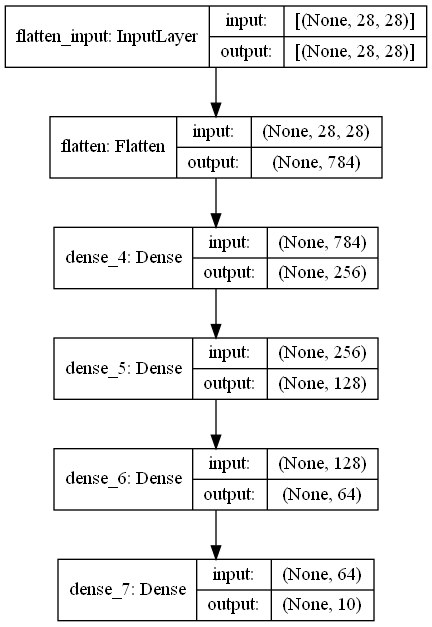 flatten_input: InputLayer
input: [(None, 28, 28)]
output: [(None, 28, 28)]
flatten: Flatten
input: (None, 28, 28)
output: (None, 784)
dense_4: Dense
input: (None, 784)
output: (None, 256)
dense_5: Dense
input: (None, 256)
output: (None, 128)
dense_6: Dense
input: (None, 128)
output: (None, 64)
dense_7: Dense
input: (None, 64)
output: (None, 10)